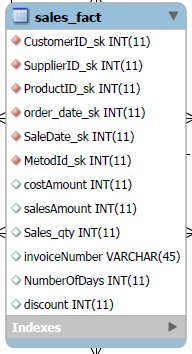 sales_fact
CustomerID_sk INT(11)
SupplierID_sk INT(11)
ProductID_sk INT(11)
order_date_sk INT(11)
SaleDate_sk INT(11)
MetodId_sk INT(11)
costAmount INT(11)
salesAmount INT(11)
Sales_qty INT(11)
invoiceNumber VARCHAR(45)
NumberOfDays INT(11)
discount INT(11)
Indexes